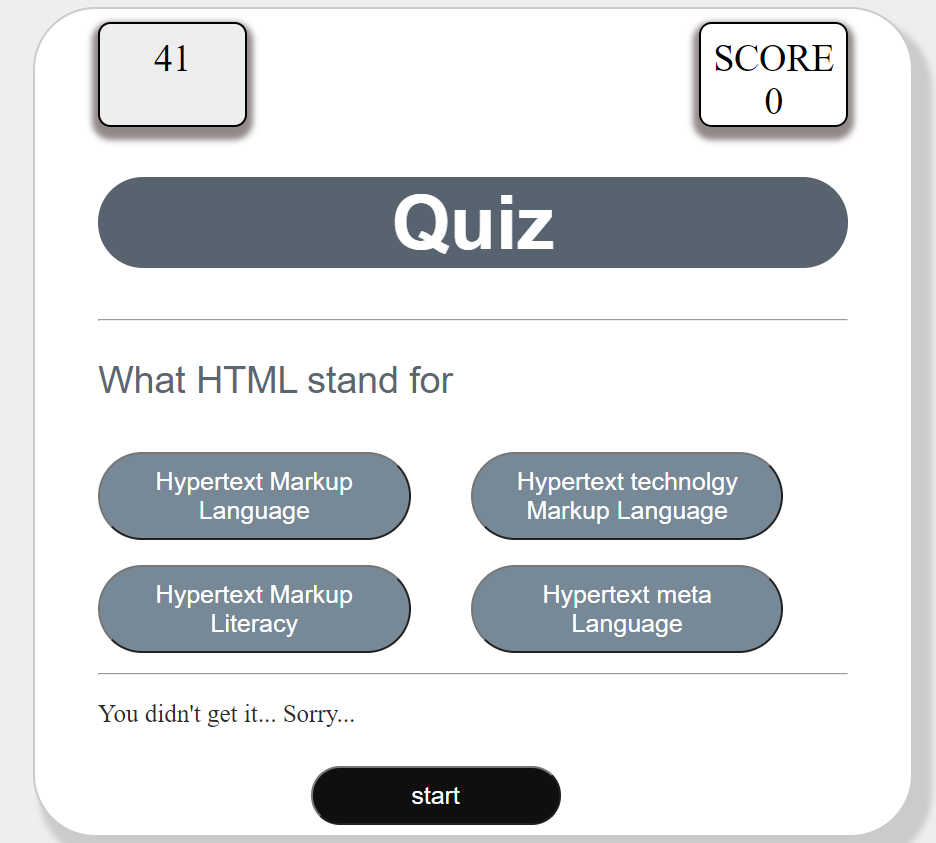 41
SCORE
0
Quiz
What HTML stand for
Hypertext Markup
Language
Hypertext technolgy
Markup Language
Hypertext Markup
Literacy
Hypertext meta
Language
You didn't get it... Sorry...
start